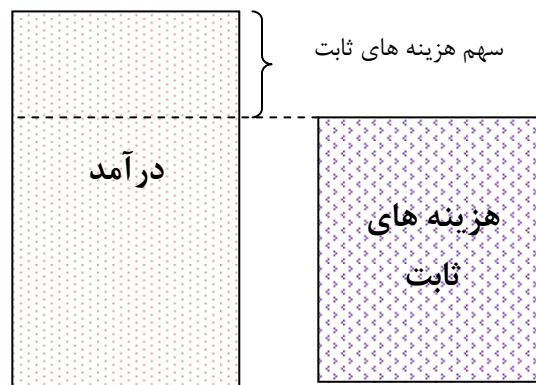 سهم هزینه های ثابت
درآمد
هزینه های
ثابت